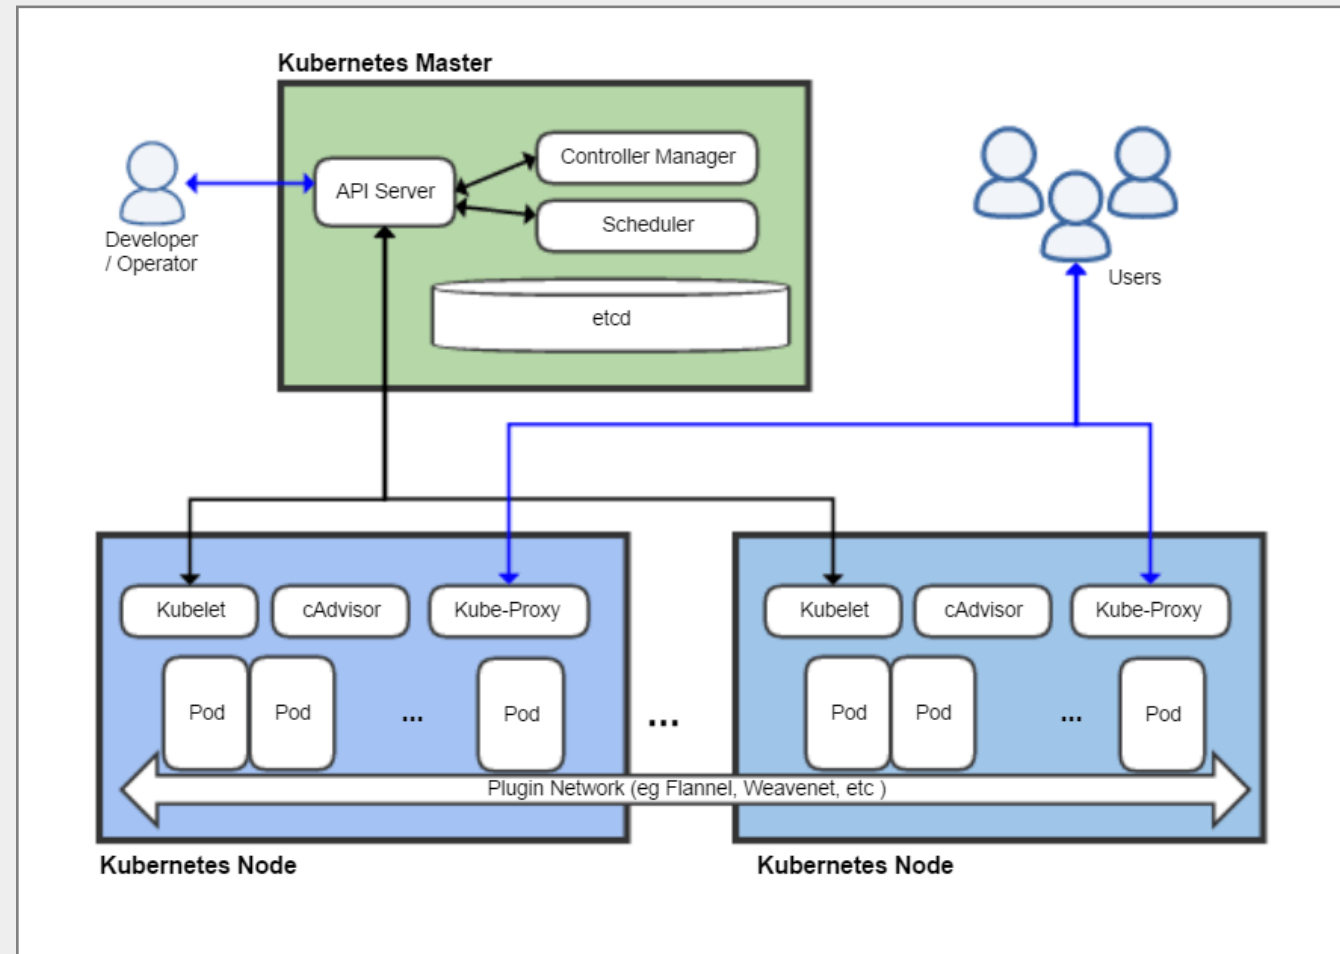 Kubernetes Master
API Server
Controller Manager
Scheduler
etcd
Developer
/ Operator
Users
Kubelet
cAdvisor
Kube-Proxy
Pod
Pod
...
Pod
...
Kubelet
cAdvisor
Kube-Proxy
Pod
Pod
...
Pod
Plugin Network (eg Flannel, Weavenet, etc )
Kubernetes Node
Kubernetes Node